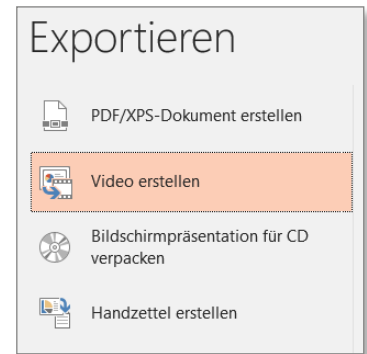 Exportieren
PDF/XPS-Dokument erstellen
Video erstellen
Bildschirmpräsentation für CD
verpacken
Handzettel erstellen